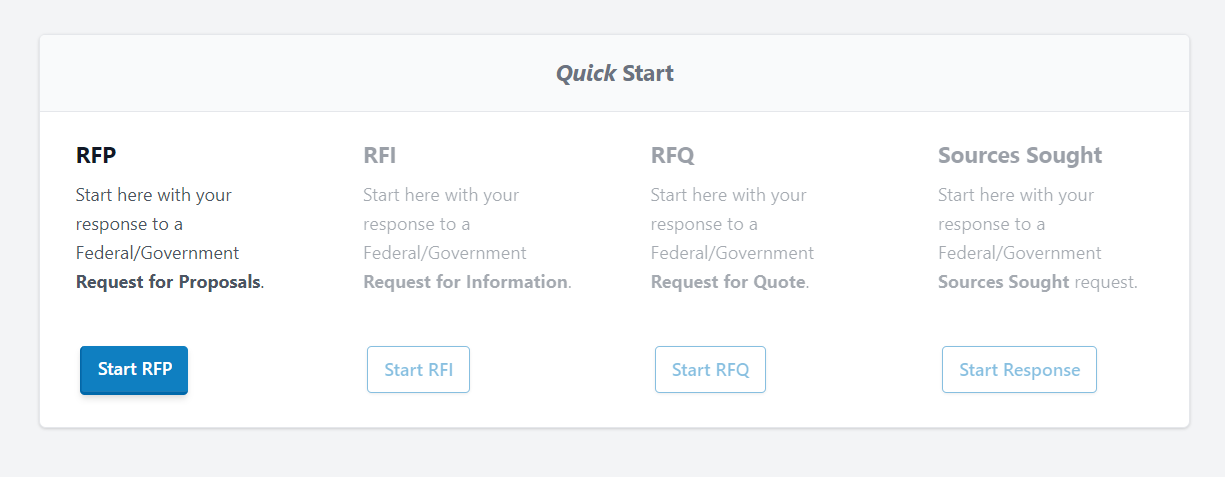 Quick Start
RFP
Start here with your
response to a
Federal/Government
Request for Proposals.
Start RFP
RFI
Start here with your
response to a
Federal/Government
Request for Information.
Start RFI
RFQ
Start here with your
response to a
Federal/Government
Request for Quote.
Start RFQ
Sources Sought
Start here with your
response to a
Federal/Government
Sources Sought request.
Start Response